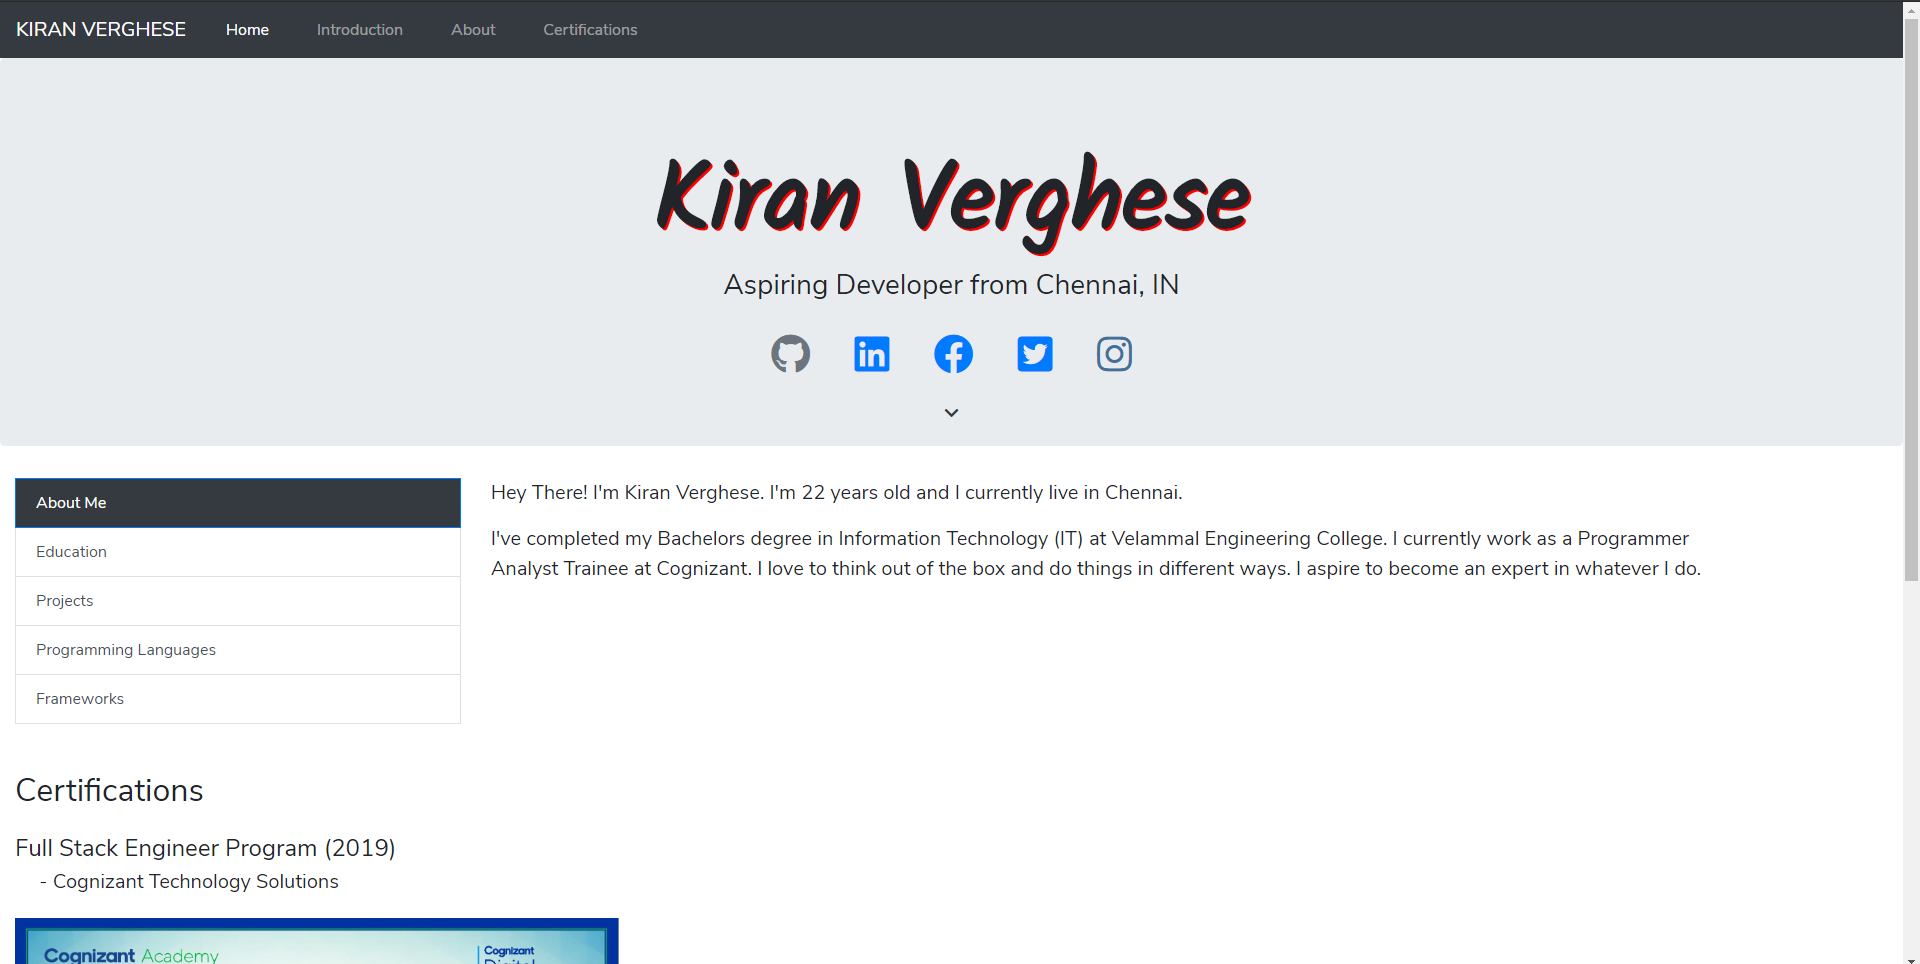 KIRAN VERGHESE Home Introduction About Certifications
Kiran Verghese
Aspiring Developer from Chennai, IN
About Me
Education
Projects
Programming Languages
Frameworks
Hey There! I'm Kiran Verghese. I'm 22 years old and I currently live in Chennai.
I've completed my Bachelors degree in Information Technology (IT) at Velammal Engineering College. I currently work as a Programmer
Analyst Trainee at Cognizant. I love to think out of the box and do things in different ways. I aspire to become an expert in whatever I do.
Certifications
Full Stack Engineer Program (2019)
- Cognizant Technology Solutions
Cognizant Academy
Cognizant
Digital